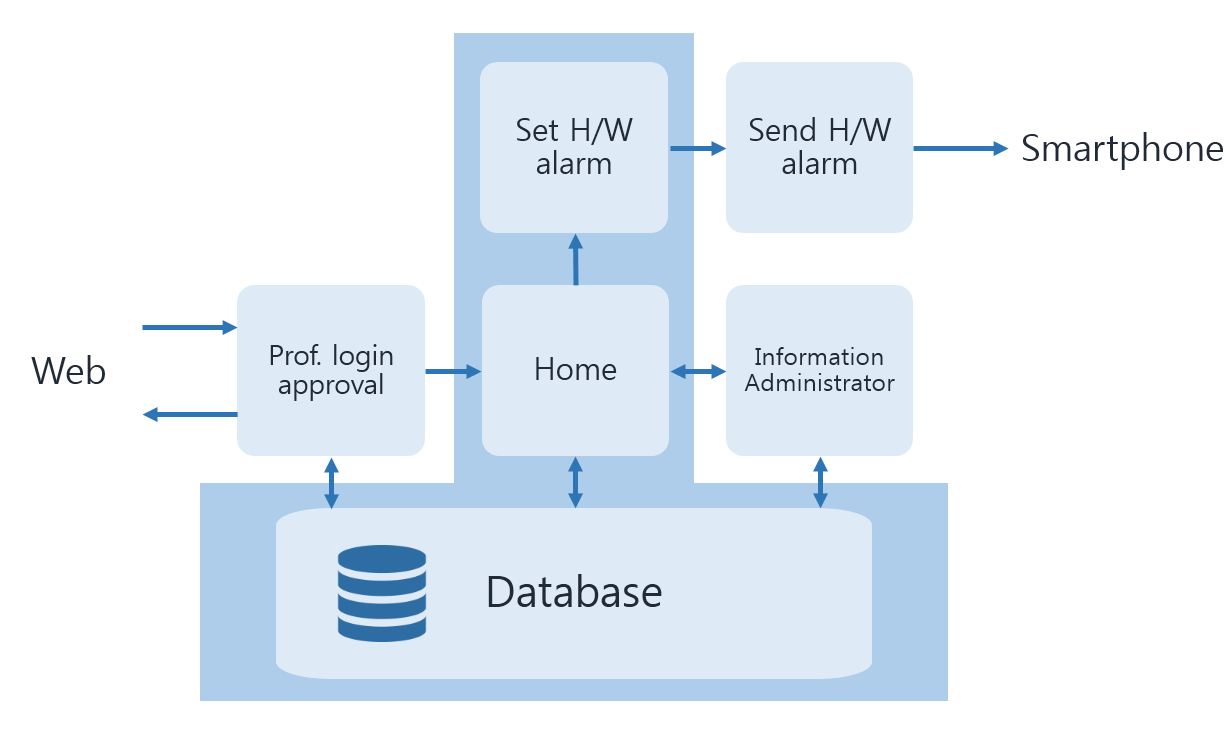 Set H/W
alarm
Send H/W
alarm
Smartphone
Web
Prof. login
approval
Home
Information
Administrator
Database